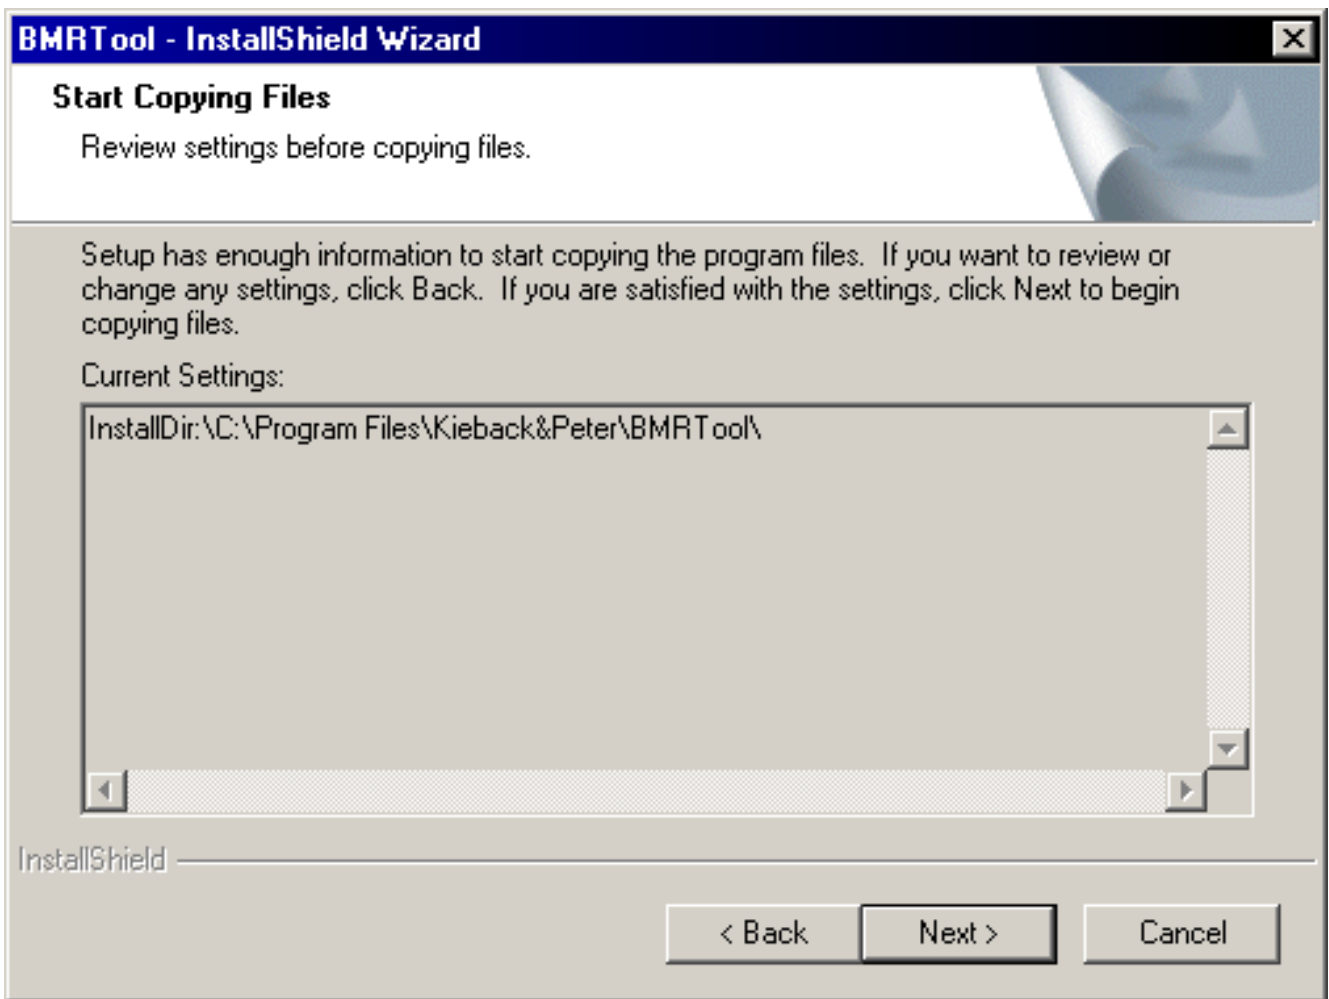 BMRTool - InstallShield Wizard
Start Copying Files
Review settings before copying files.
Setup has enough information to start copying the program files.  If you want to review or
change any settings, click Back.  If you are satisfied with the settings, click Next to begin
copying files.
Current Settings:
InstallDir:\C:\Program Files\Kieback&Peter\BMRTool\
InstallShield
< Back
Next >
Cancel